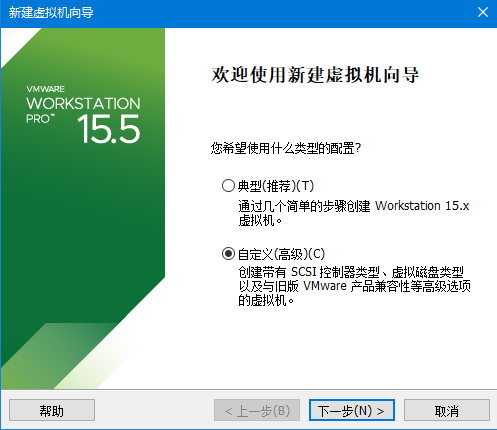 新建虚拟机向导
VMWARE
WORKSTATION
PRO™
15.5
欢迎使用新建虚拟机向导
您希望使用什么类型的配置?
典型(推荐)(T)
通过几个简单的步骤创建 Workstation 15.x
虚拟机。
自定义(高级)(C)
创建带有 SCSI 控制器类型、虚拟磁盘类型
以及与旧版 VMware 产品兼容性等高级选项
的虚拟机。
帮助
< 上一步(B)
下一步(N) >
取消